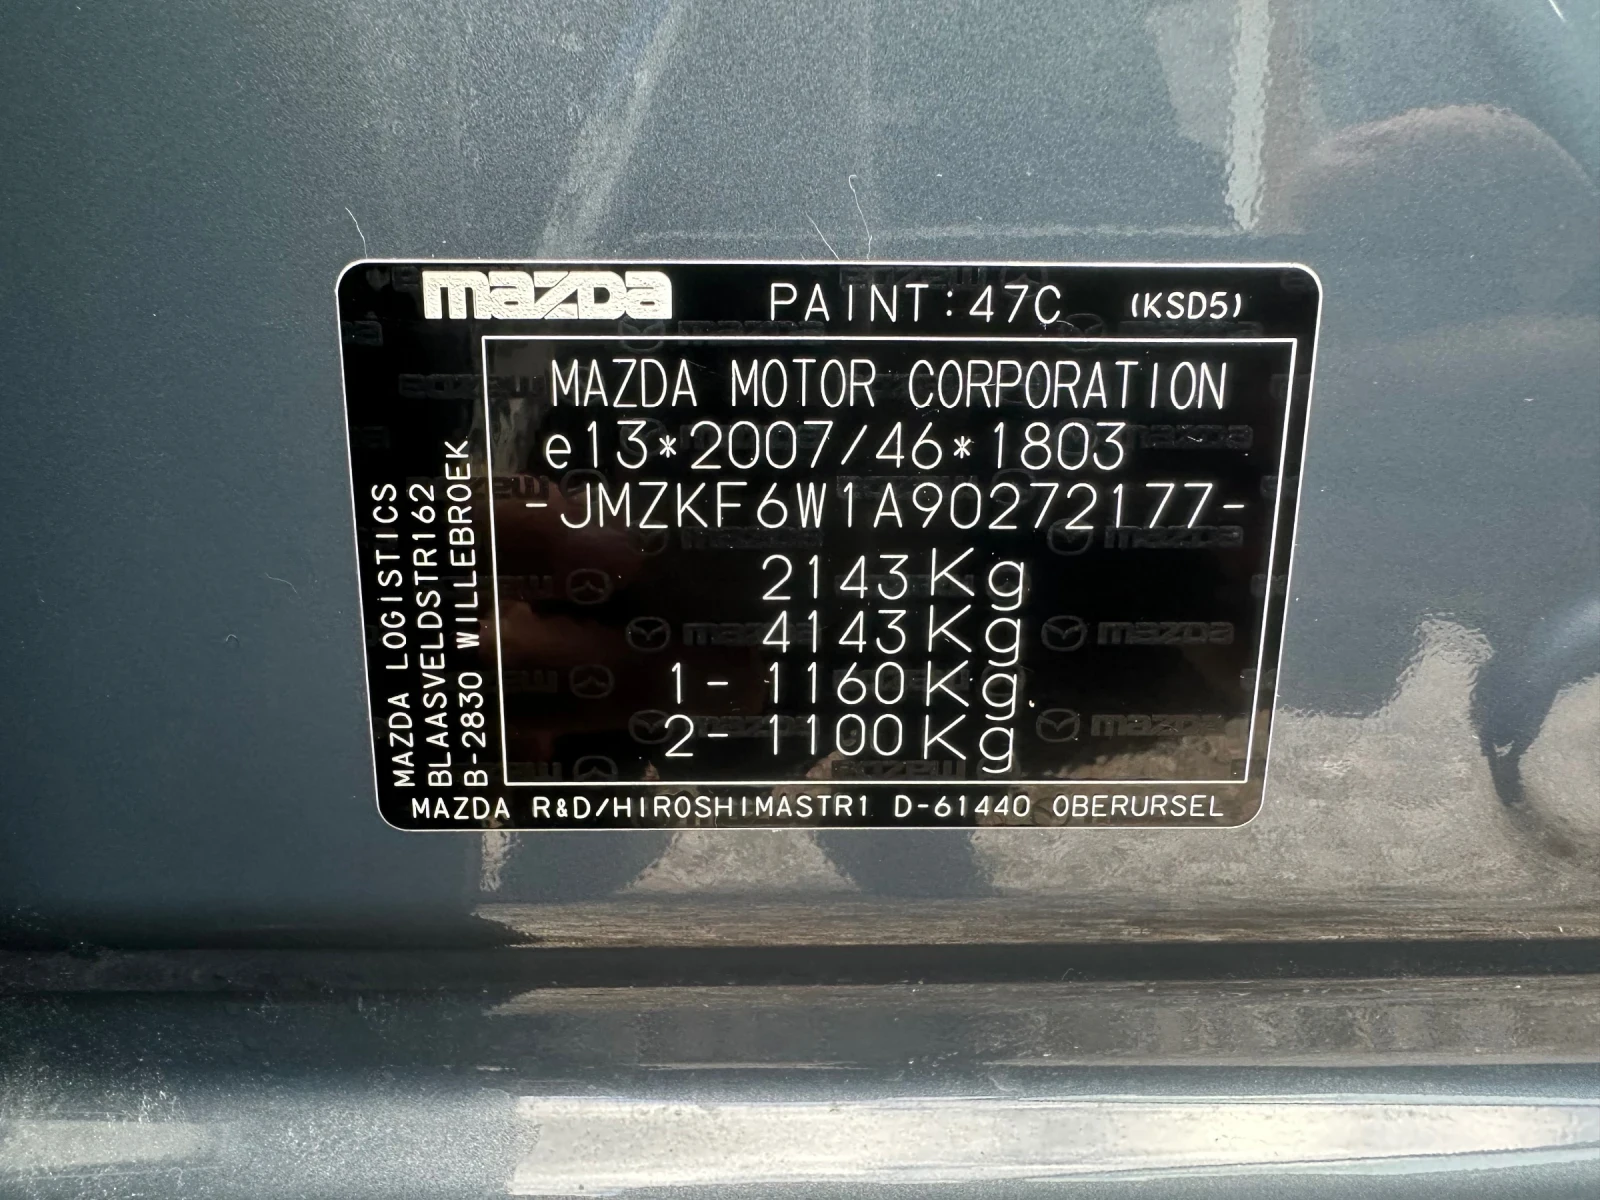 mazda PAINT:47C (KSD5)
MAZDA MOTOR CORPORATION
e13*2007/46*1803
-JMZKF6W1A90272177-
2143Kg
4143Kg
1- 1160Kg
2- 1100Kg
MAZDA LOGISTICS
BLAASVELDSTR162
B-2830 WILLEBROEK
MAZDA R&D/HIROSHIMASTR1 D-61440 OBERURSEL